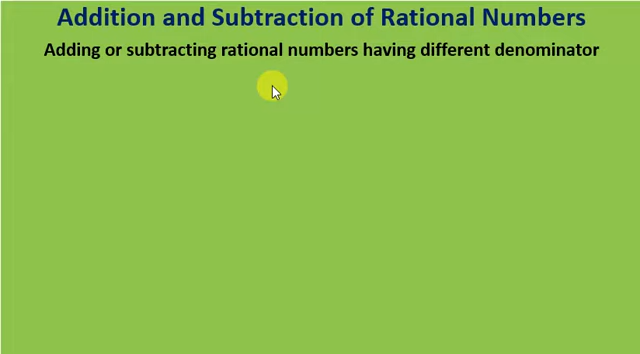 Addition and Subtraction of Rational Numbers
Adding or subtracting rational numbers having different denominator